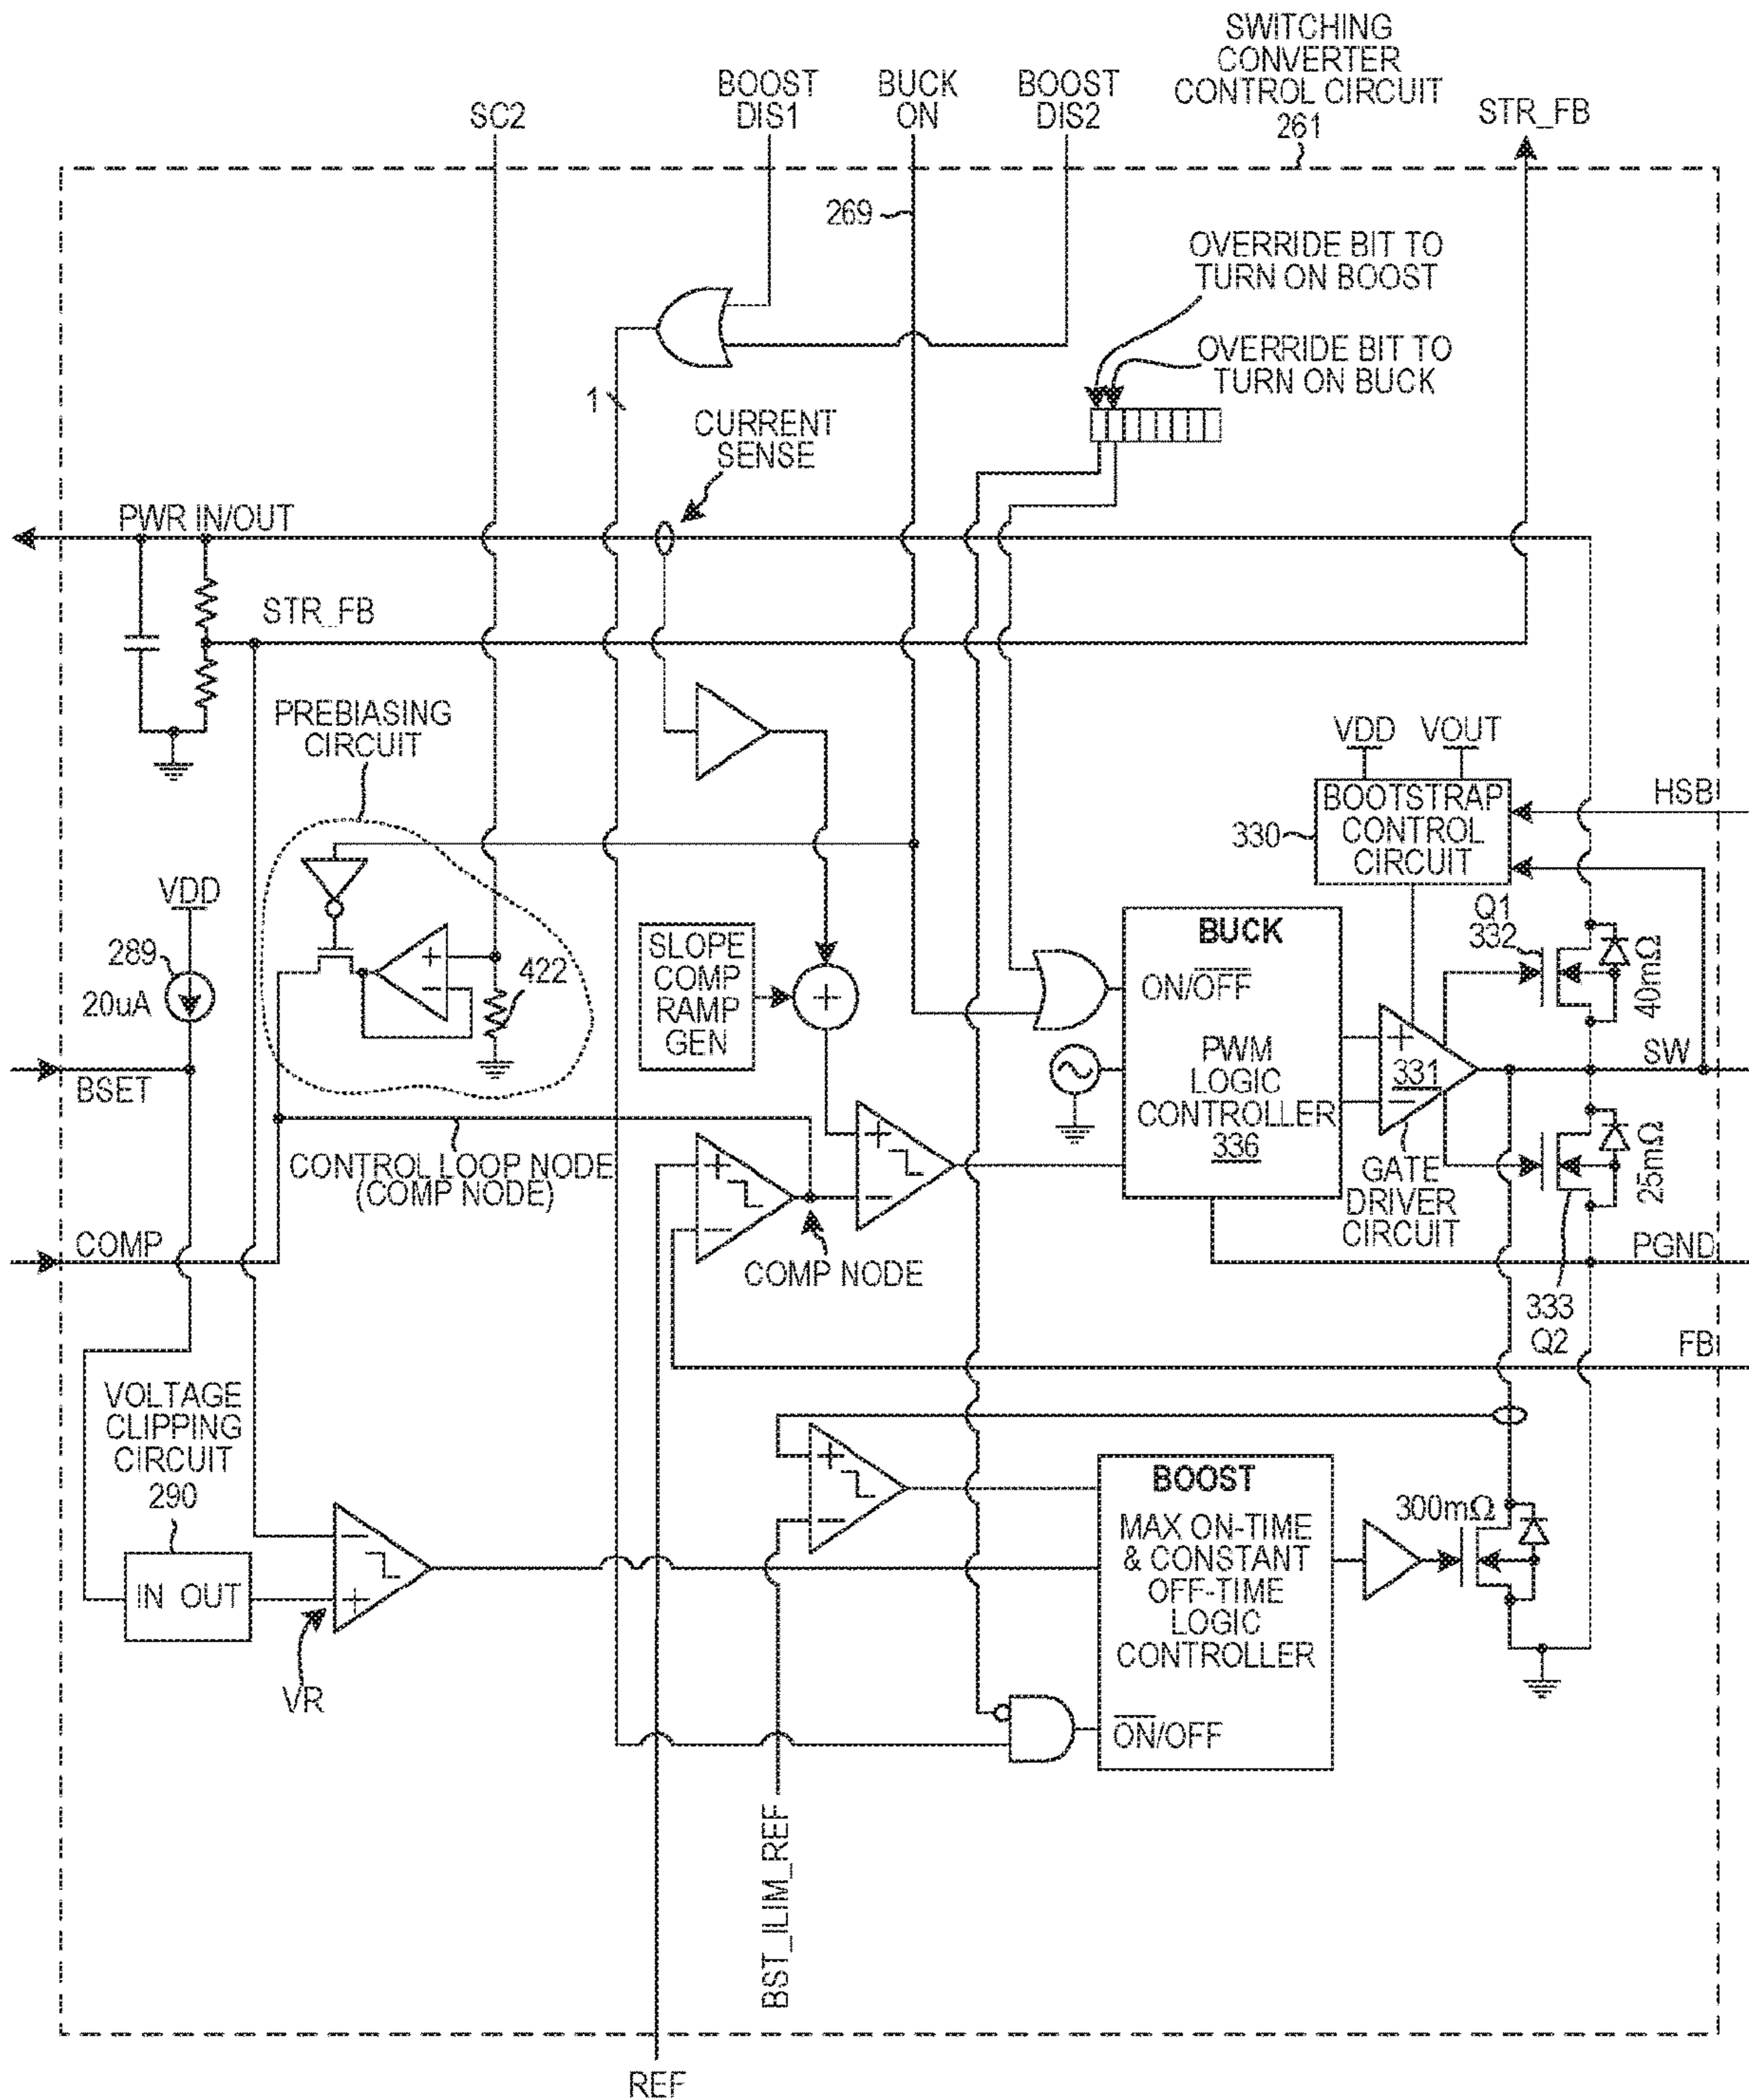 SWITCHING
CONVERTER
CONTROL CIRCUIT
261
SC2
BOOST
DIS1
BUCK
ON
BOOST
DIS2
STR_FB
269
OVERRIDE BIT TO
TURN ON BOOST
OVERRIDE BIT TO
TURN ON BUCK
1
CURRENT
SENSE
PWR IN/OUT
STR_FB
PREBIASING
CIRCUIT
VDD
VOUT
BOOTSTRAP
CONTROL
CIRCUIT
330
HSB
VDD
289
20uA
+
−
422
SLOPE
COMP
RAMP
GEN
+
BUCK
ON/OFF
PWM
LOGIC
CONTROLLER
336
Q1
332
40mΩ
+
331
−
SW
BSET
CONTROL LOOP NODE
(COMP NODE)
+
−
+
−
GATE
DRIVER
CIRCUIT
25mΩ
COMP
COMP NODE
PGND
333
Q2
FB
VOLTAGE
CLIPPING
CIRCUIT
290
IN OUT
−
+
VR
+
−
BOOST
MAX ON-TIME
& CONSTANT
OFF-TIME
LOGIC
CONTROLLER
ON/OFF
300mΩ
BST_ILIM_REF
REF